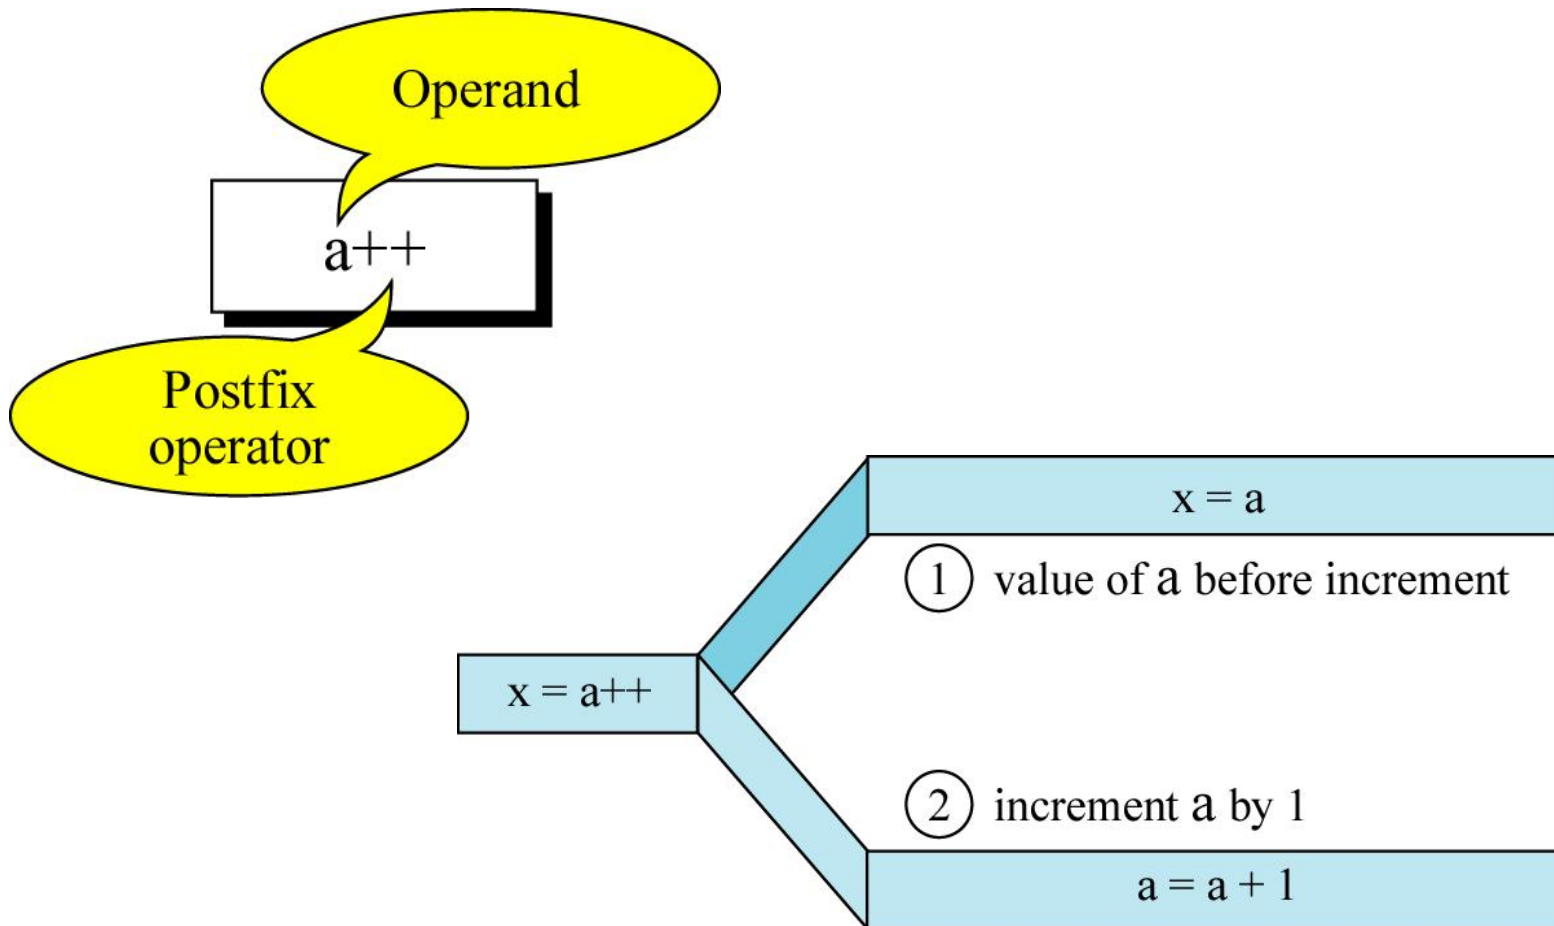 Operand
a++
Postfix
operator
x = a
1 value of a before increment
x = a++
2 increment a by 1
a = a + 1